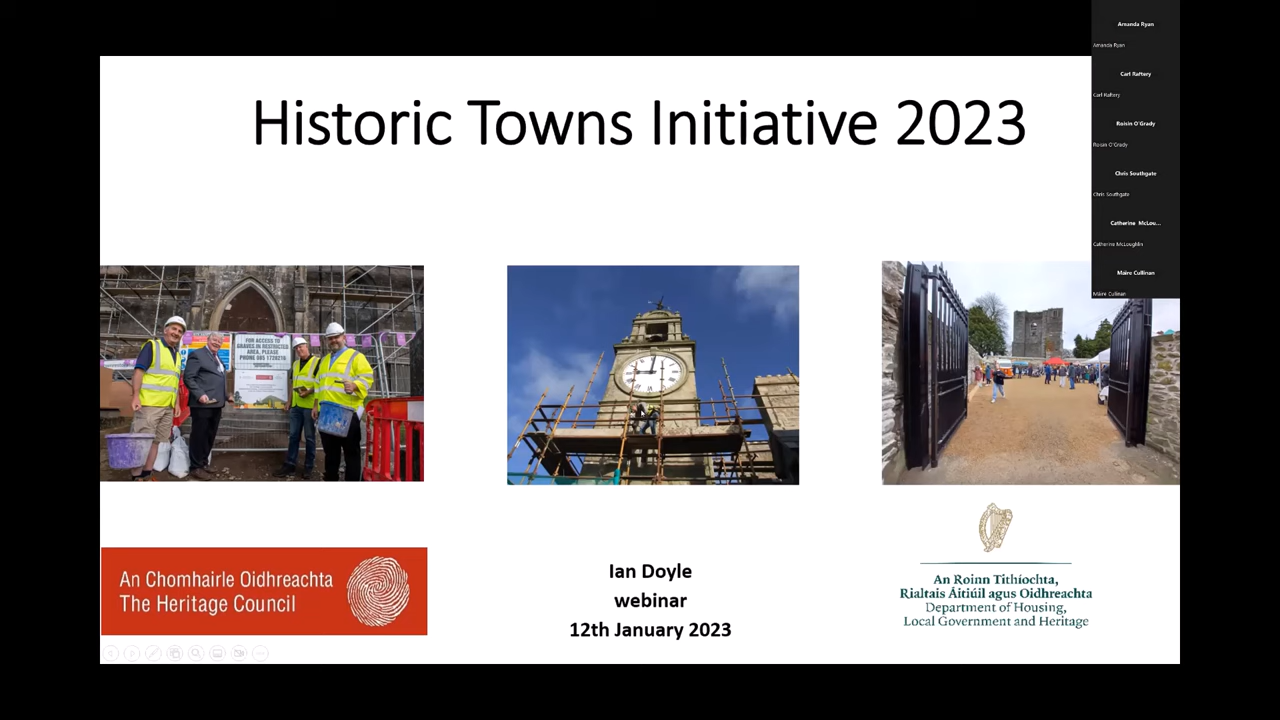 Historic Towns Initiative 2023
Amanda Ryan
Amanda Ryan
Carl Raftery
Carl Raftery
Roisin O'Grady
Roisin O'Grady
Chris Southgate
Chris Southgate
Catherine McLou...
Catherine McLoughlin
Máire Cullinan
Máire Cullinan
FOR ACCESS TO
GRAVES IN RESTRICTED
AREA, PLEASE
PHONE
An Chomhairle Oidhreachta
The Heritage Council
Ian Doyle
webinar
12th January 2023
An Roinn Tithíochta,
Rialtais Áitiúil agus Oidhreachta
Department of Housing,
Local Government and Heritage